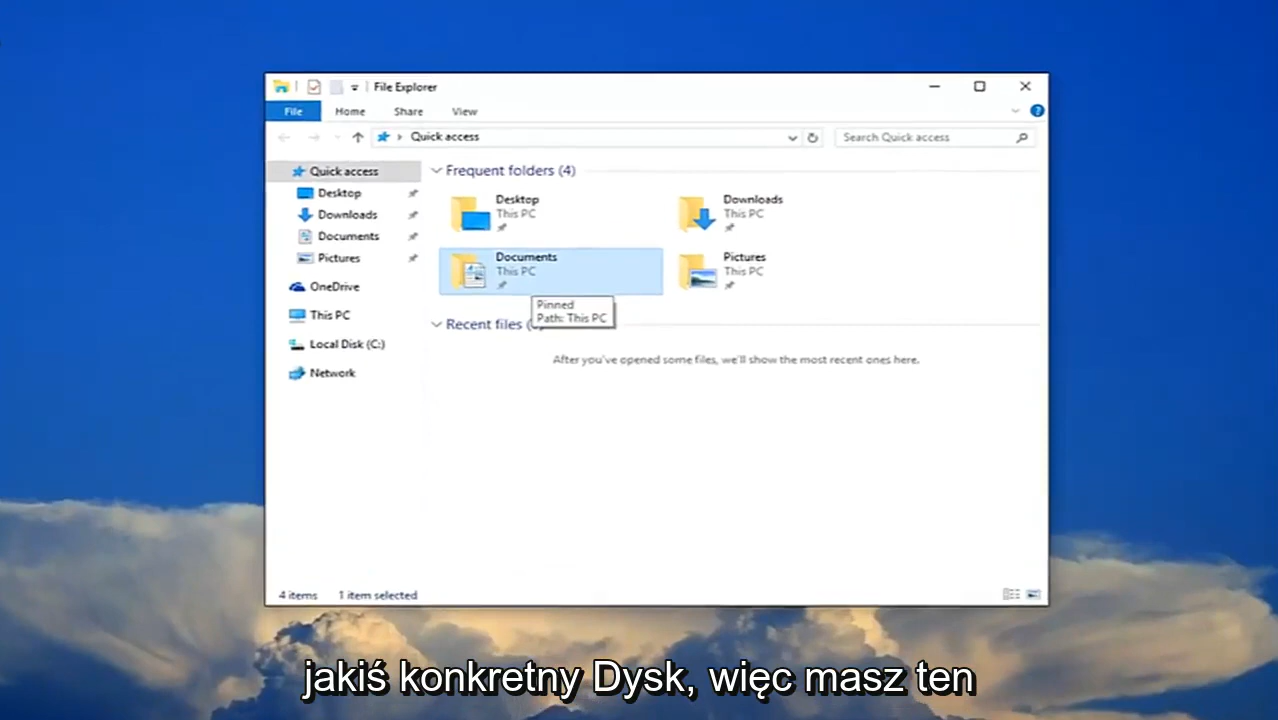 File Explorer
File Home Share View
Quick access
Search Quick access
Quick access
Desktop
Downloads
Documents
Pictures
OneDrive
This PC
Local Disk (C:)
Network
Frequent folders (4)
Desktop
This PC
Downloads
This PC
Documents
This PC
Pictures
This PC
Pinned
Path: This PC
Recent files
After you've opened some files, we'll show the most recent ones here.
4 items 1 item selected
jakiś konkretny Dysk, więc masz ten